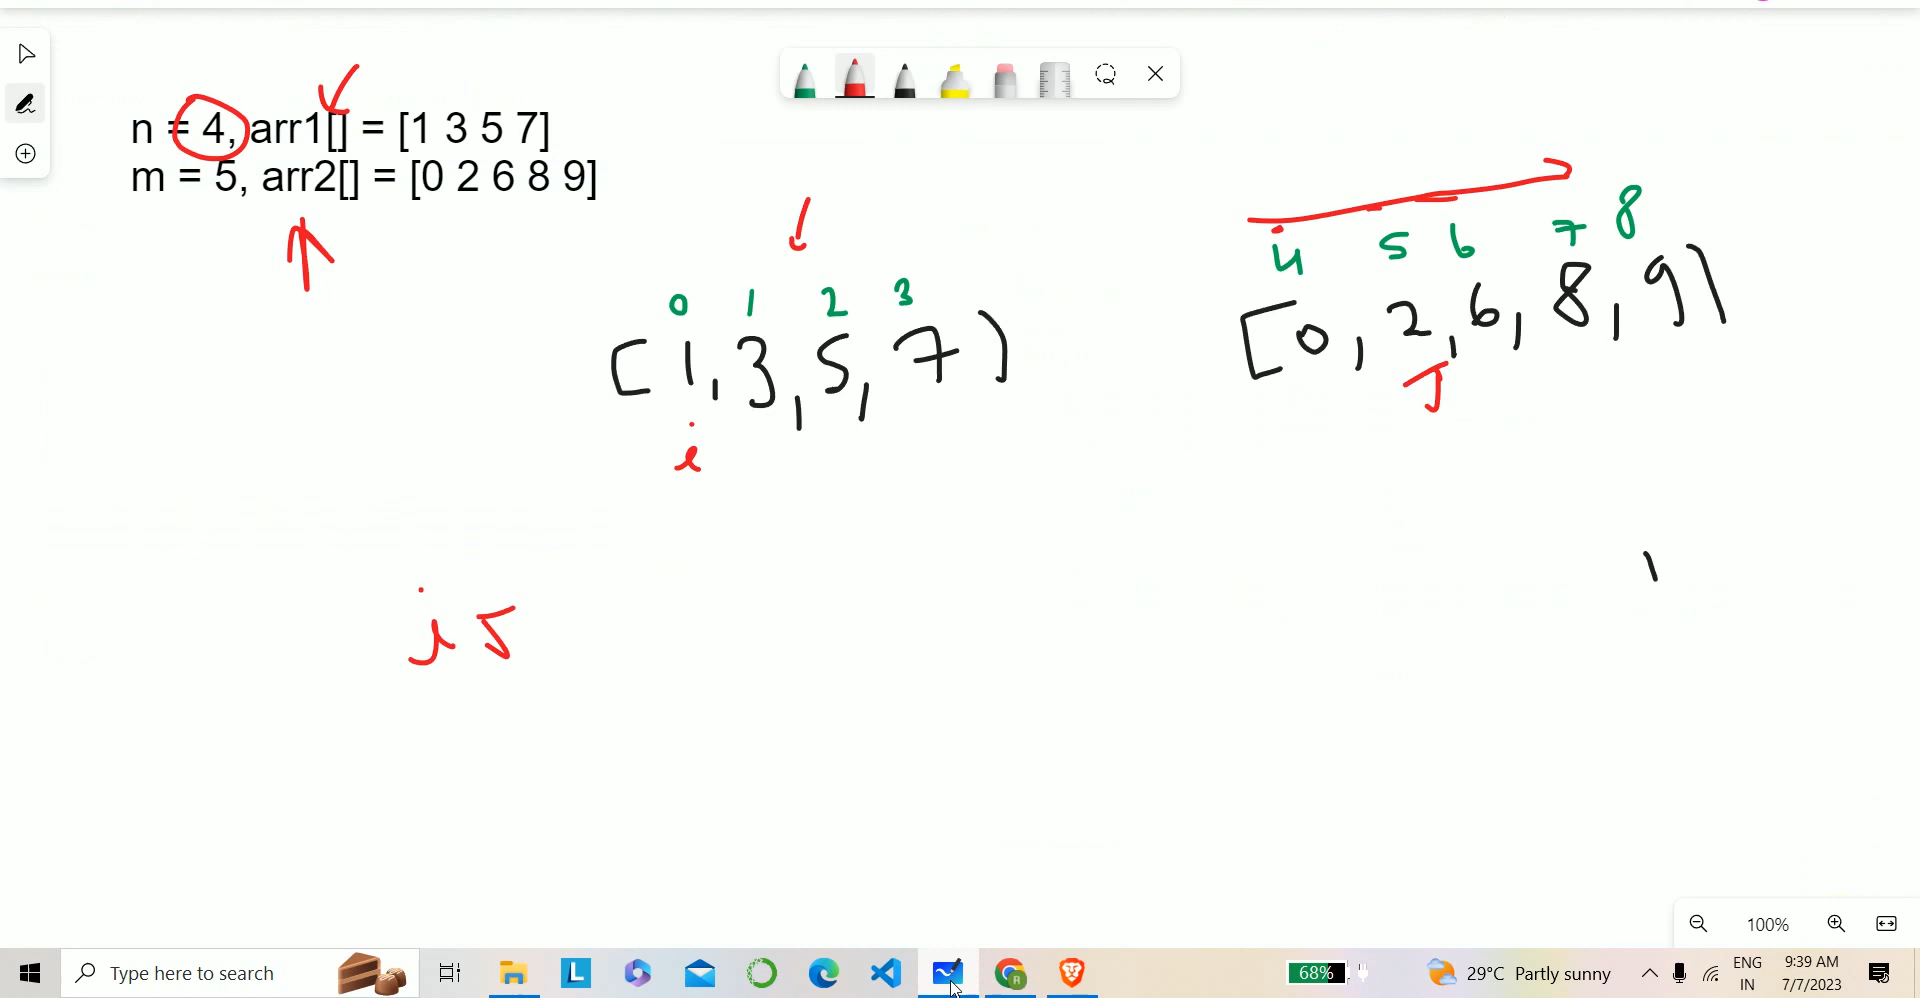 n = 4, arr1[] = [1 3 5 7]
m = 5, arr2[] = [0 2 6 8 9]
4 5 6 7 8
0 1 2 3
[0, 2, 6, 8, 9]
[1, 3, 5, 7]
J
i
i
100%
Type here to search
L
68%
29°C Partly sunny
ENG
IN
9:39 AM
7/7/2023